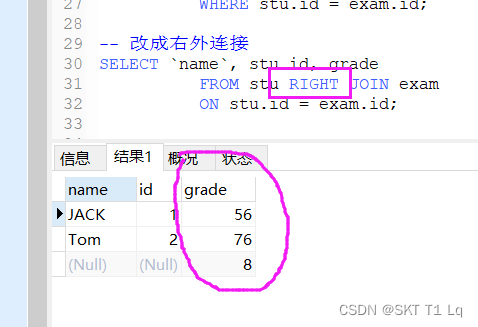 27 WHERE stu.id = exam.id;
28
29 -- 改成右外连接
30 SELECT `name`, stu.id, grade
31 FROM stu RIGHT JOIN exam
32 ON stu.id = exam.id;
33
信息 结果1 概况 状态
name id grade
JACK 1 56
Tom 2 76
(Null) (Null) 8
CSDN @SKT T1 Lq